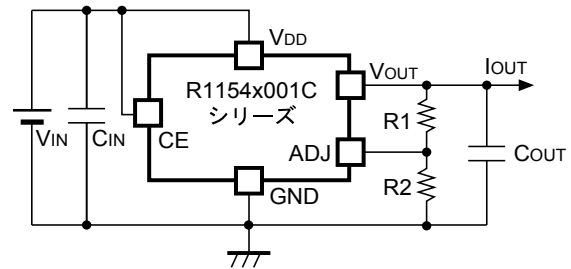 VDD
R1154x001C
シリーズ
VOUT
IOUT
R1
VIN
CIN
CE
ADJ
COUT
R2
GND